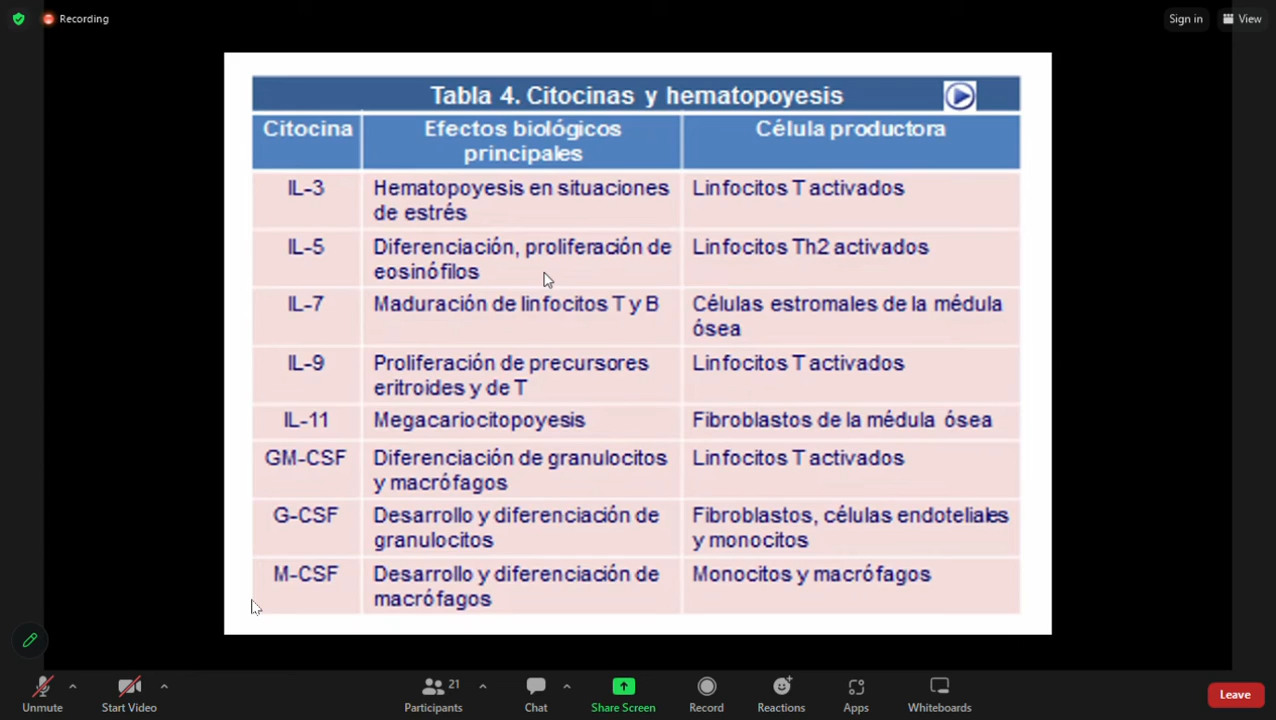 Recording
Sign in
View
Tabla 4. Citocinas y hematopoyesis
Citocina
Efectos biológicos
principales
Célula productora
IL-3
Hematopoyesis en situaciones
de estrés
Linfocitos T activados
IL-5
Diferenciación, proliferación de
eosinófilos
Linfocitos Th2 activados
IL-7
Maduración de linfocitos T y B
Células estromales de la médula
ósea
IL-9
Proliferación de precursores
eritroides y de T
Linfocitos T activados
IL-11
Megacariocitopoyesis
Fibroblastos de la médula ósea
GM-CSF
Diferenciación de granulocitos
y macrófagos
Linfocitos T activados
G-CSF
Desarrollo y diferenciación de
granulocitos
Fibroblastos, células endoteliales
y monocitos
M-CSF
Desarrollo y diferenciación de
macrófagos
Monocitos y macrófagos
Unmute
Start Video
21
Participants
Chat
Share Screen
Record
Reactions
Apps
Whiteboards
Leave